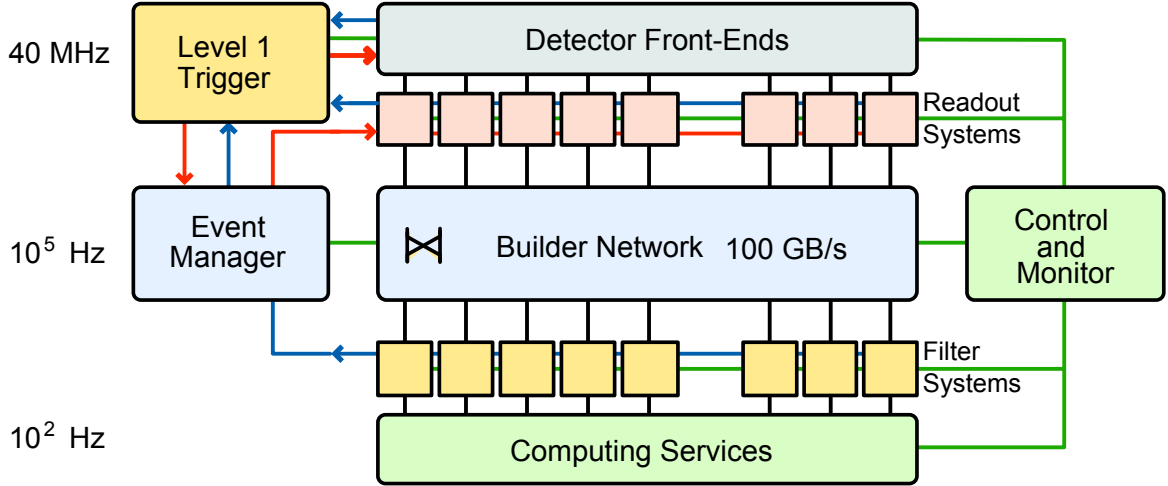 40 MHz
Level 1
Trigger
Detector Front-Ends
Readout
Systems
10⁵ Hz
Event
Manager
Builder Network 100 GB/s
Control
and
Monitor
Filter
Systems
10² Hz
Computing Services